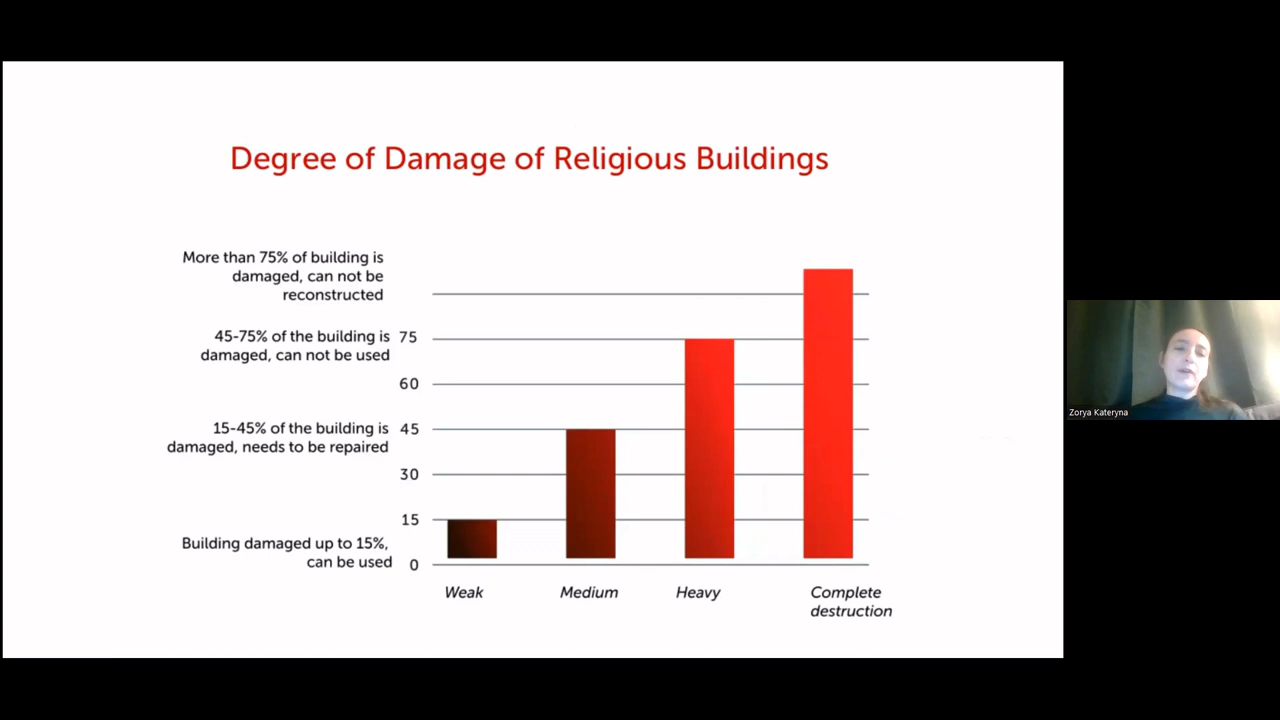 Degree of Damage of Religious Buildings
More than 75% of building is
damaged, can not be
reconstructed
45-75% of the building is
damaged, can not be used
75
60
15-45% of the building is
damaged, needs to be repaired
45
30
15
Building damaged up to 15%,
can be used
0
Weak
Medium
Heavy
Complete
destruction
Zorya Kateryna